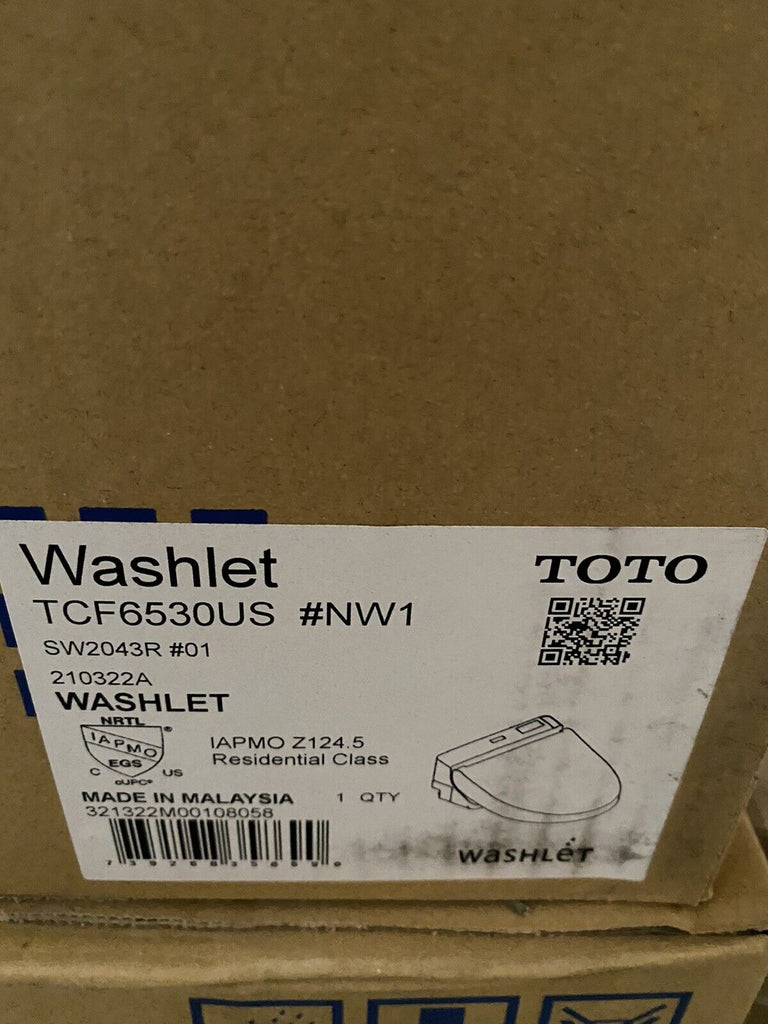 Washlet
TOTO
TCF6530US #NW1
SW2043R #01
210322A
WASHLET
NRTL
IAPMO
EGS
C US
cUPC®
IAPMO Z124.5
Residential Class
MADE IN MALAYSIA 1 QTY
321322M00108058
WASHLET